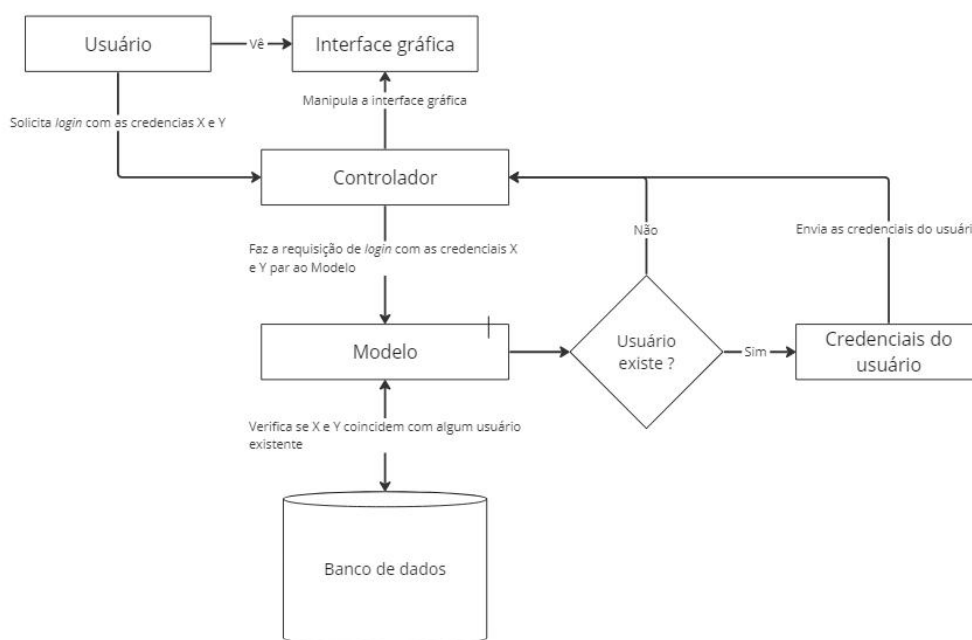 Usuário
Vê
Interface gráfica
Manipula a interface gráfica
Solicita login com as credencias X e Y
Controlador
Não
Envia as credenciais do usuári
Faz a requisição de login com as credenciais X
e Y par ao Modelo
Modelo
Usuário
existe ?
Sim
Credenciais do
usuário
Verifica se X e Y coincidem com algum usuário
existente
Banco de dados